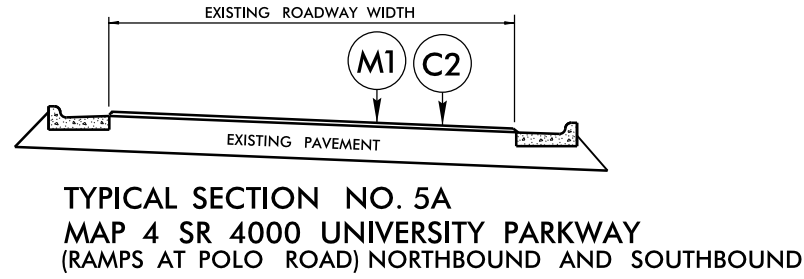 EXISTING ROADWAY WIDTH
M1 C2
EXISTING PAVEMENT
TYPICAL SECTION NO. 5A
MAP 4 SR 4000 UNIVERSITY PARKWAY
(RAMPS AT POLO ROAD) NORTHBOUND AND SOUTHBOUND